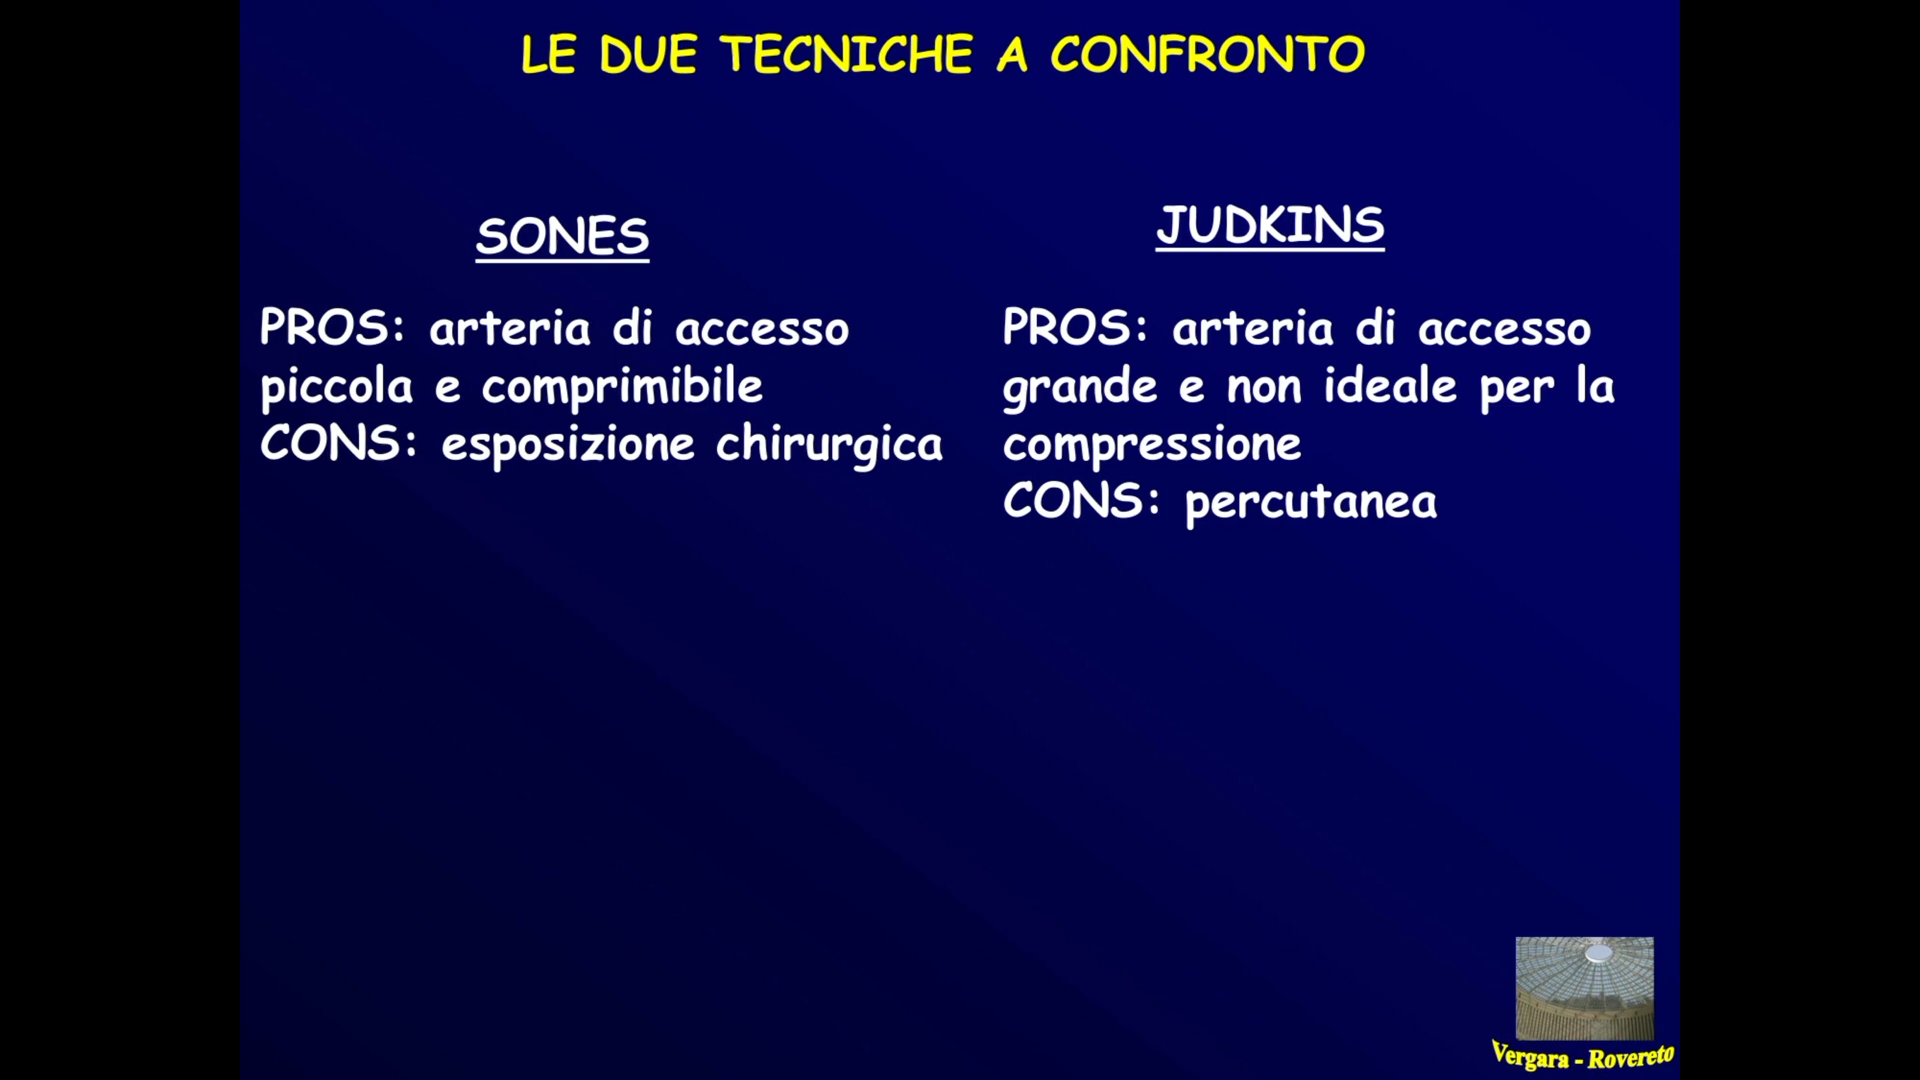 LE DUE TECNICHE A CONFRONTO
SONES
PROS: arteria di accesso
piccola e comprimibile
CONS: esposizione chirurgica
JUDKINS
PROS: arteria di accesso
grande e non ideale per la
compressione
CONS: percutanea
Vergara - Rovereto